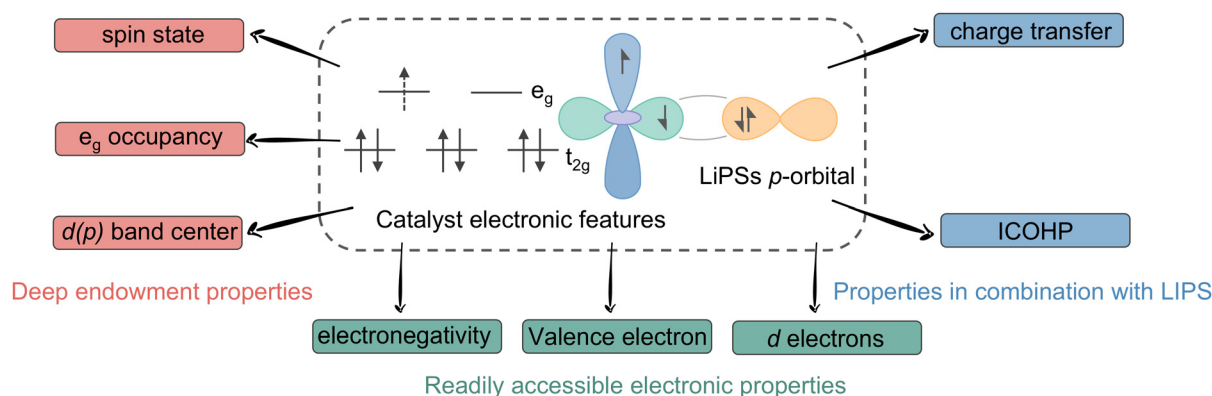 spin state
charge transfer
e_g
e_g occupancy
t_2g
LiPSs p-orbital
Catalyst electronic features
d(p) band center
ICOHP
Deep endowment properties
Properties in combination with LIPS
electronegativity
Valence electron
d electrons
Readily accessible electronic properties